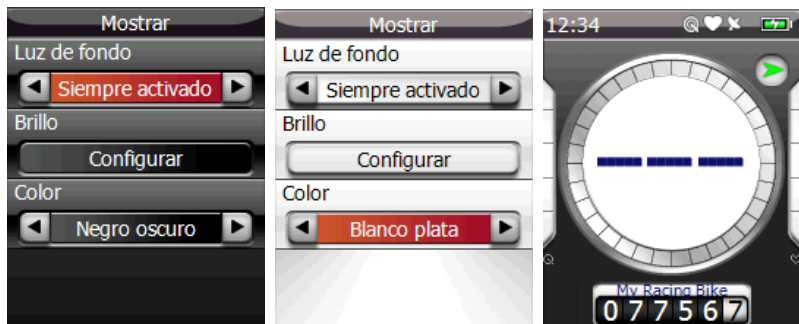 Mostrar
Luz de fondo
Siempre activado
Brillo
Configurar
Color
Negro oscuro
Mostrar
Luz de fondo
Siempre activado
Brillo
Configurar
Color
Blanco plata
12:34
My Racing Bike
077567